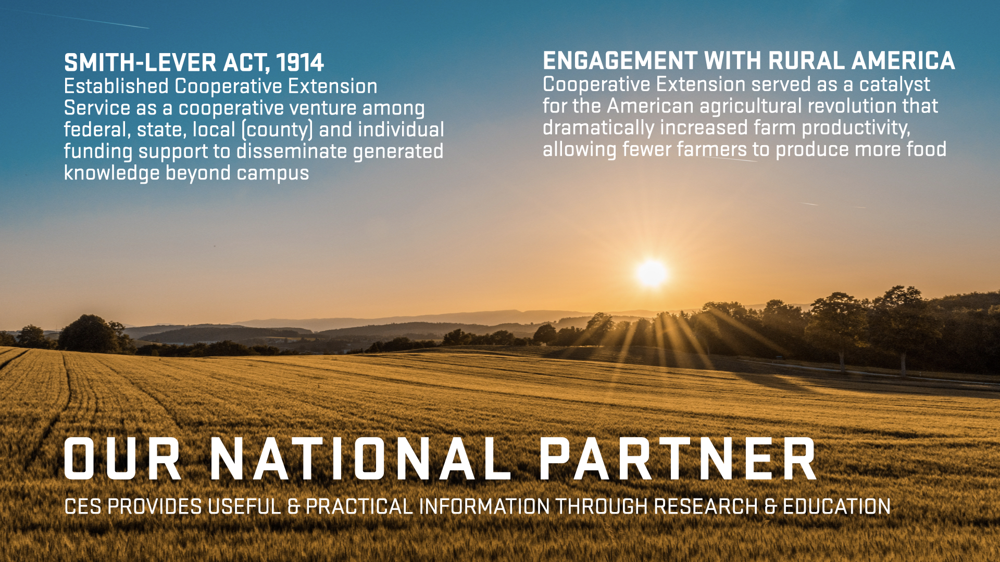 SMITH-LEVER ACT, 1914
Established Cooperative Extension
Service as a cooperative venture among
federal, state, local (county) and individual
funding support to disseminate generated
knowledge beyond campus
ENGAGEMENT WITH RURAL AMERICA
Cooperative Extension served as a catalyst
for the American agricultural revolution that
dramatically increased farm productivity,
allowing fewer farmers to produce more food
OUR NATIONAL PARTNER
CES PROVIDES USEFUL & PRACTICAL INFORMATION THROUGH RESEARCH & EDUCATION